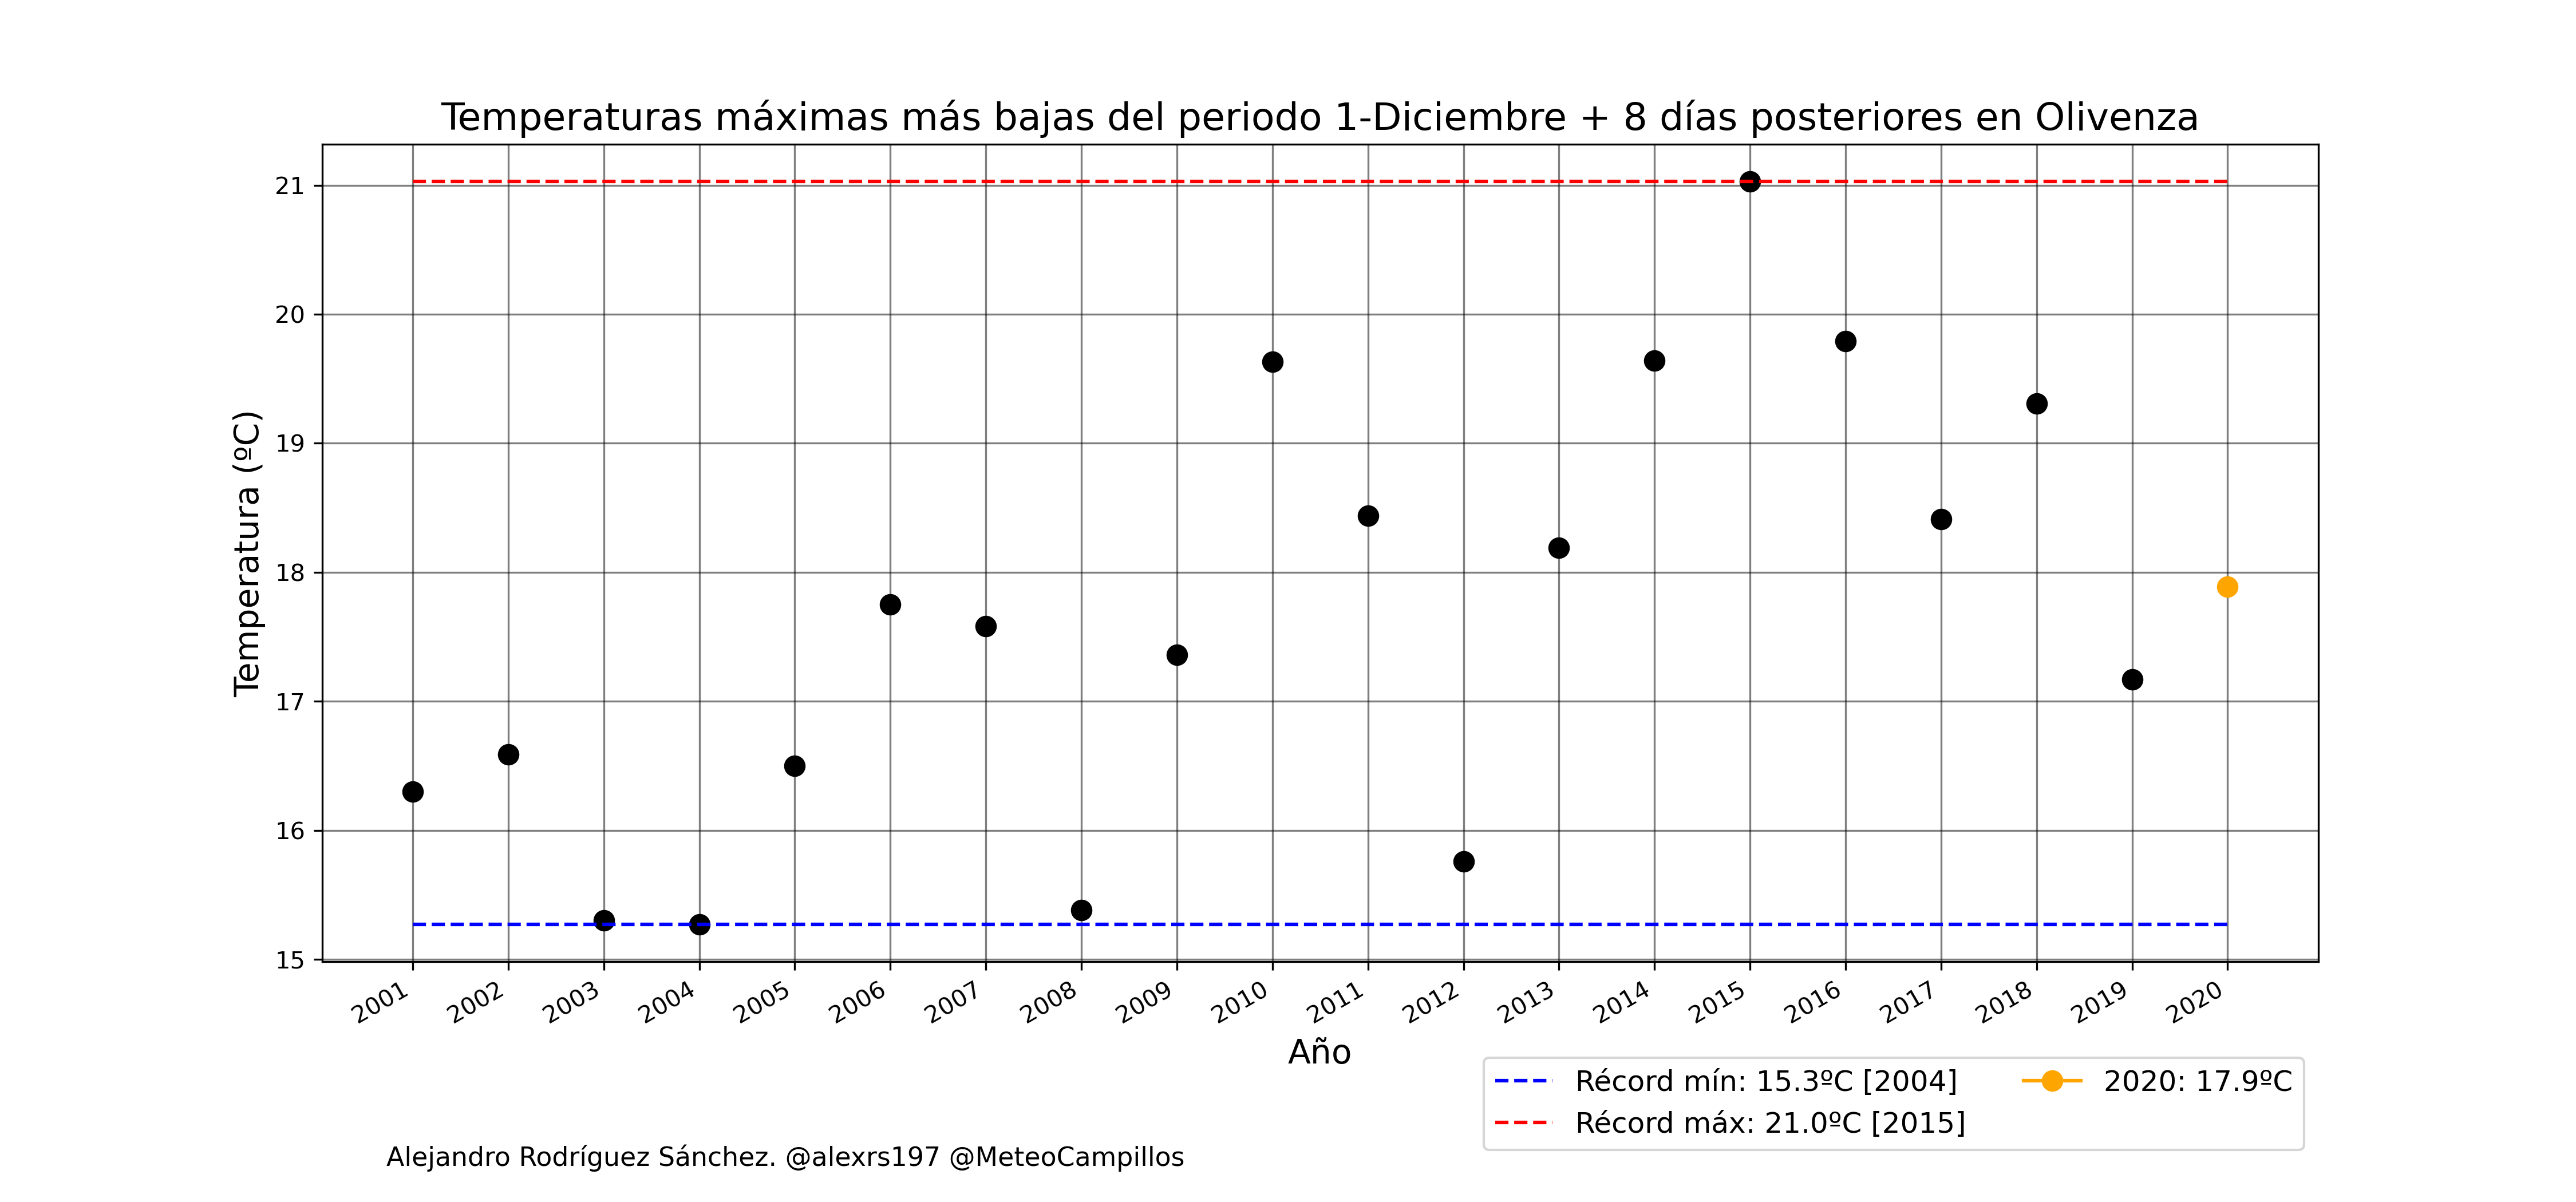 Temperaturas máximas más bajas del periodo 1-Diciembre + 8 días posteriores en Olivenza
Temperatura (ºC)
21
20
19
18
17
16
15
2001 2002 2003 2004 2005 2006 2007 2008 2009 2010 2011 2012 2013 2014 2015 2016 2017 2018 2019 2020
Año
Récord mín: 15.3ºC [2004]
Récord máx: 21.0ºC [2015]
2020: 17.9ºC
Alejandro Rodríguez Sánchez. @alexrs197 @MeteoCampillos